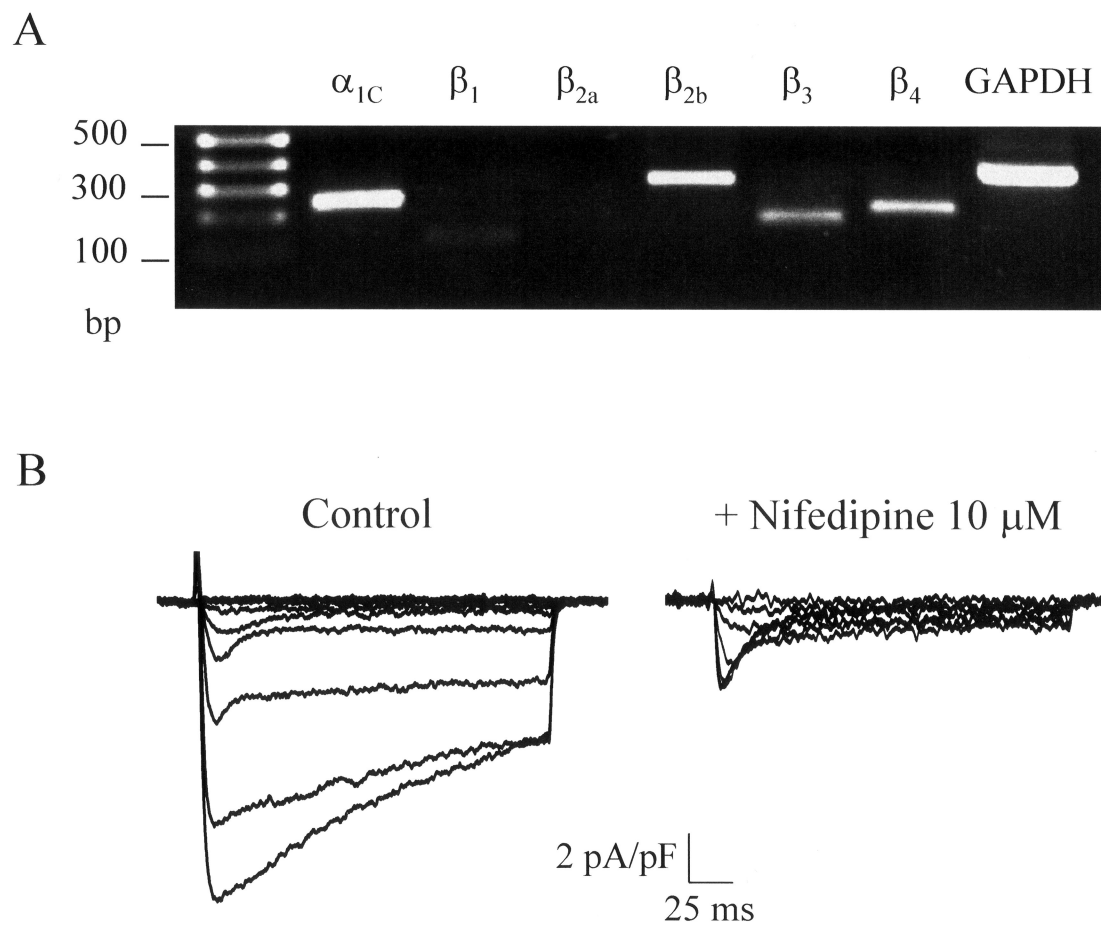 A
α1C β1 β2a β2b β3 β4 GAPDH
500
300
100
bp
B
Control
+ Nifedipine 10 μM
2 pA/pF
25 ms